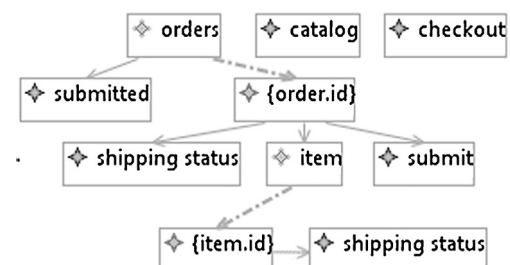 orders
catalog
checkout
submitted
{order.id}
shipping status
item
submit
{item.id}
shipping status